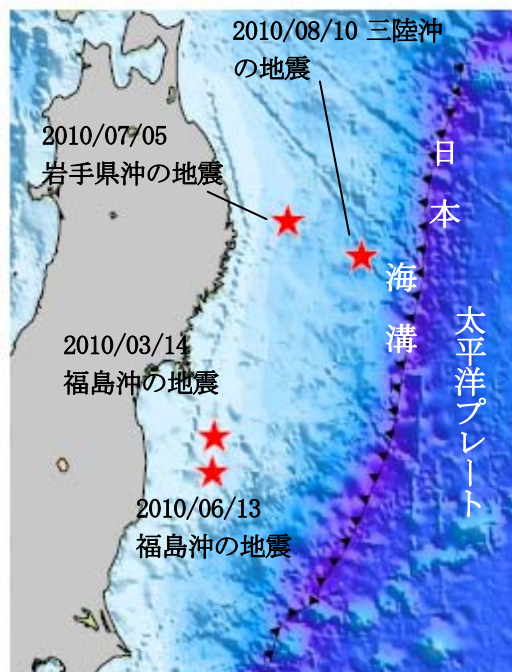 2010/08/10 三陸沖
の地震
2010/07/05
岩手県沖の地震
日本海溝
太平洋プレート
2010/03/14
福島沖の地震
2010/06/13
福島沖の地震